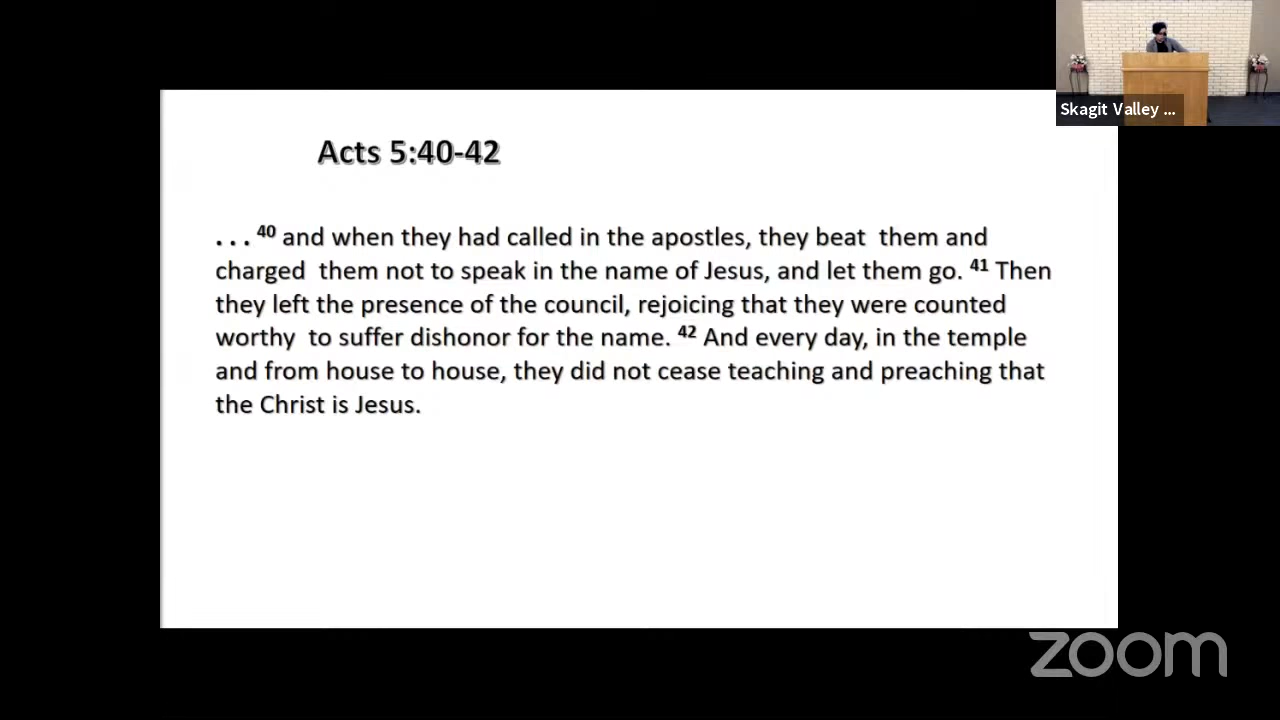 Skagit Valley ...
Acts 5:40-42
. . . 40 and when they had called in the apostles, they beat  them and
charged  them not to speak in the name of Jesus, and let them go. 41 Then
they left the presence of the council, rejoicing that they were counted
worthy  to suffer dishonor for the name. 42 And every day, in the temple
and from house to house, they did not cease teaching and preaching that
the Christ is Jesus.
zoom